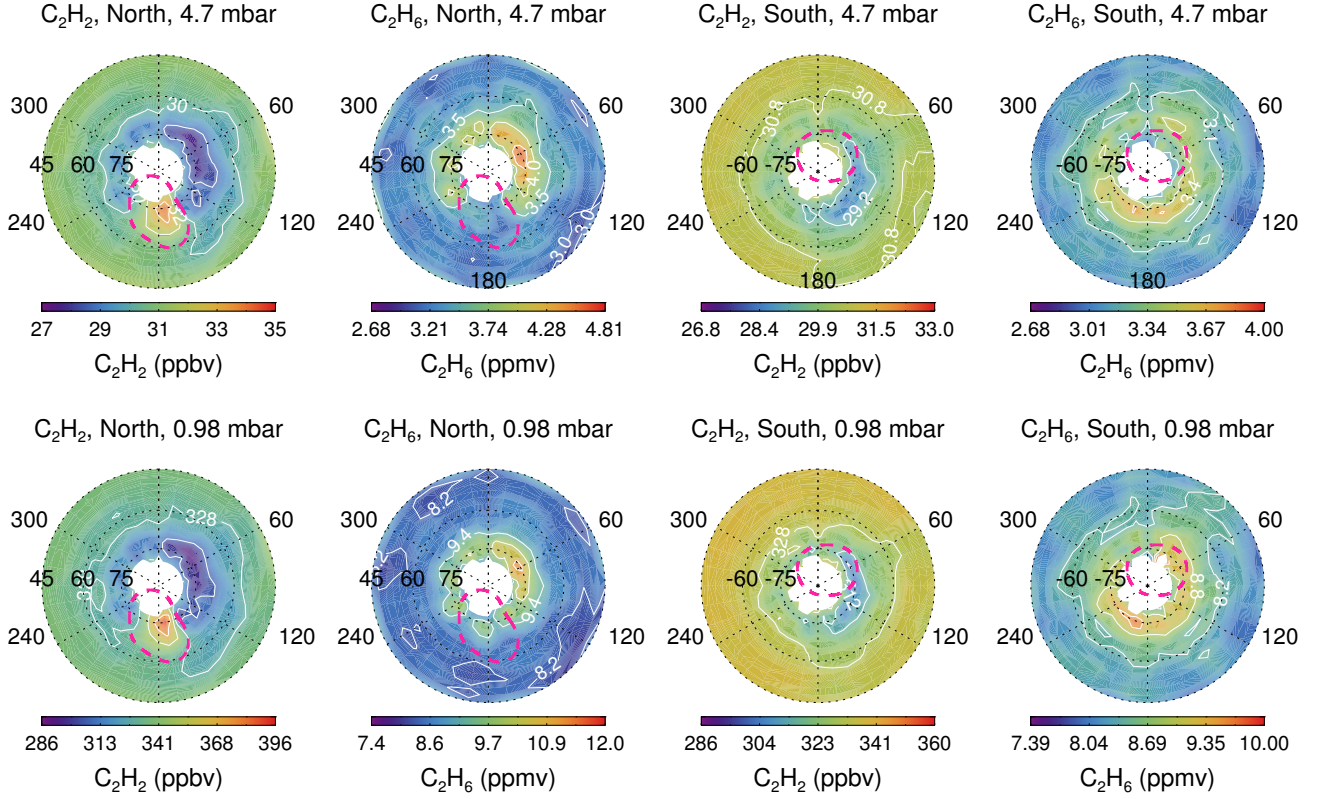 C₂H₂, North, 4.7 mbar
C₂H₆, North, 4.7 mbar
C₂H₂, South, 4.7 mbar
C₂H₆, South, 4.7 mbar
300 60
45 60 75
240 120
30
300 60
45 60 75
240 120
180
3.5
4.0
3.5
3.0
3.0
300 60
-60 -75
240 120
180
30.8
30.8
29.2
30.8
300 60
-60 -75
240 120
180
3.4
27 29 31 33 35
2.68 3.21 3.74 4.28 4.81
26.8 28.4 29.9 31.5 33.0
2.68 3.01 3.34 3.67 4.00
C₂H₂ (ppbv)
C₂H₆ (ppmv)
C₂H₂ (ppbv)
C₂H₆ (ppmv)
C₂H₂, North, 0.98 mbar
C₂H₆, North, 0.98 mbar
C₂H₂, South, 0.98 mbar
C₂H₆, South, 0.98 mbar
300 60
45 60 75
240 120
328
300 60
45 60 75
240 120
8.2
9.4
9.4
8.2
300 60
-60 -75
240 120
328
300 60
-60 -75
240 120
8.8
8.2
286 313 341 368 396
7.4 8.6 9.7 10.9 12.0
286 304 323 341 360
7.39 8.04 8.69 9.35 10.00
C₂H₂ (ppbv)
C₂H₆ (ppmv)
C₂H₂ (ppbv)
C₂H₆ (ppmv)